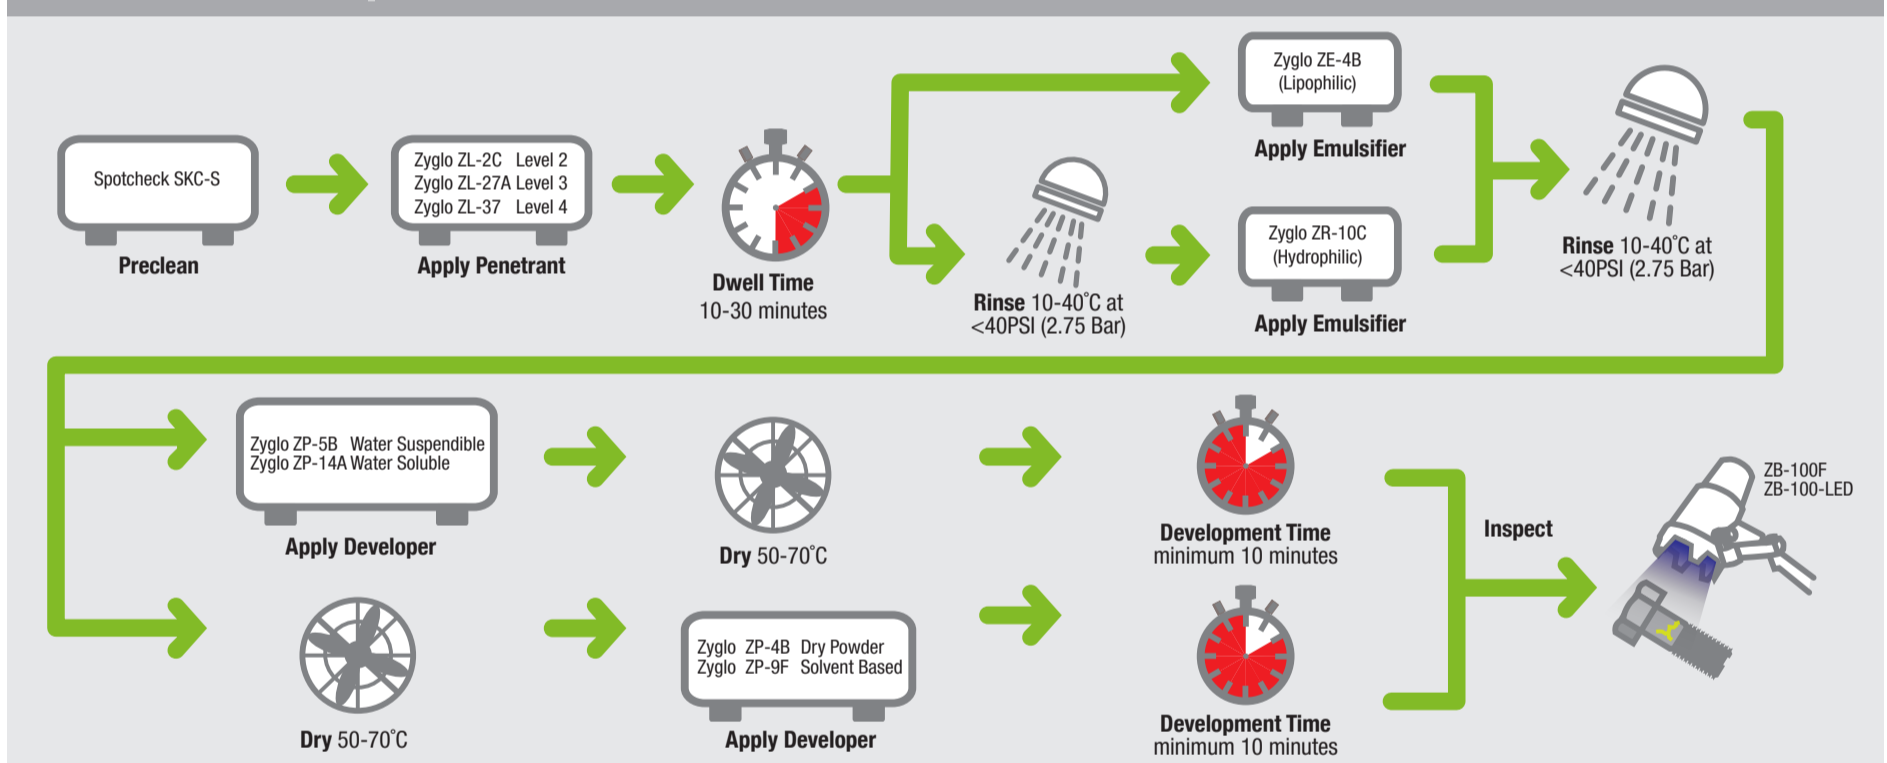 Spotcheck SKC-S
Preclean
Zyglo ZL-2C Level 2
Zyglo ZL-27A Level 3
Zyglo ZL-37 Level 4
Apply Penetrant
Dwell Time
10-30 minutes
Zyglo ZE-4B
(Lipophilic)
Apply Emulsifier
Rinse 10-40°C at
<40PSI (2.75 Bar)
Zyglo ZR-10C
(Hydrophilic)
Apply Emulsifier
Rinse 10-40°C at
<40PSI (2.75 Bar)
Zyglo ZP-5B Water Suspendible
Zyglo ZP-14A Water Soluble
Apply Developer
Dry 50-70°C
Development Time
minimum 10 minutes
Dry 50-70°C
Zyglo ZP-4B Dry Powder
Zyglo ZP-9F Solvent Based
Apply Developer
Development Time
minimum 10 minutes
Inspect
ZB-100F
ZB-100-LED